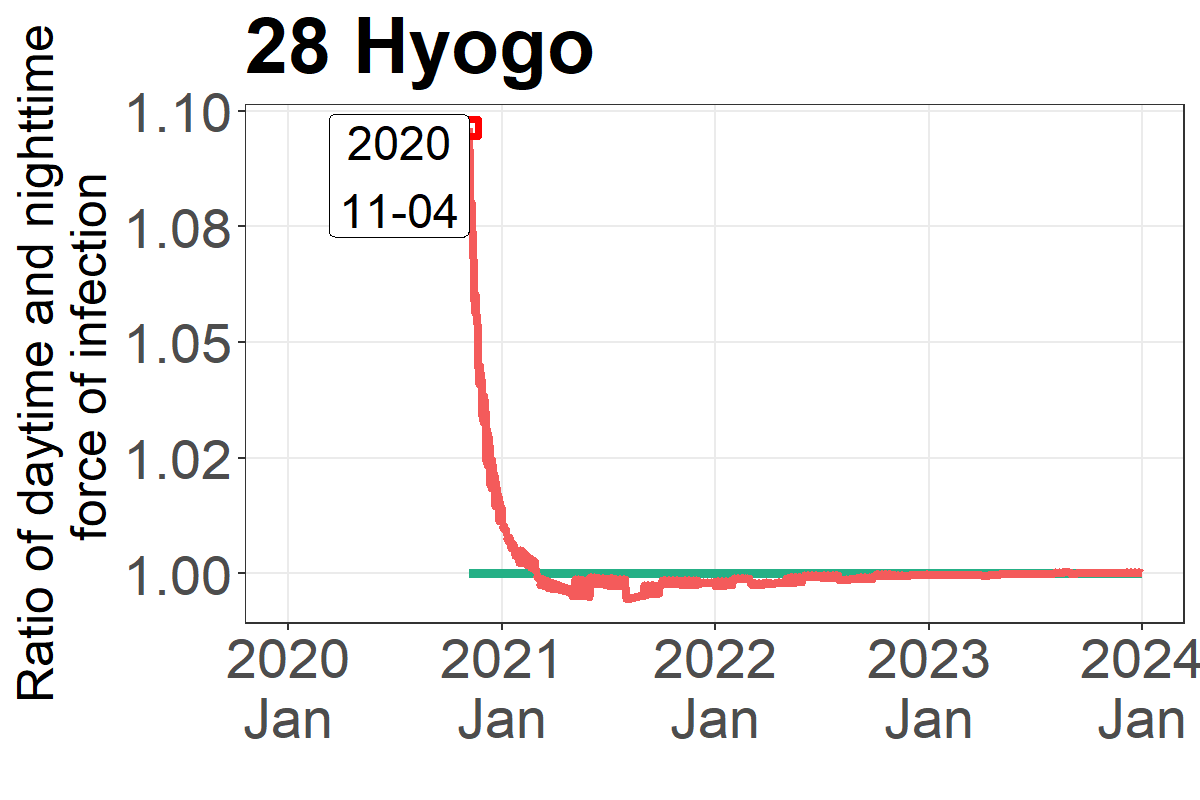 28 Hyogo
Ratio of daytime and nighttime
force of infection
1.10
1.08
1.05
1.02
1.00
2020
11-04
2020
Jan
2021
Jan
2022
Jan
2023
Jan
2024
Jan